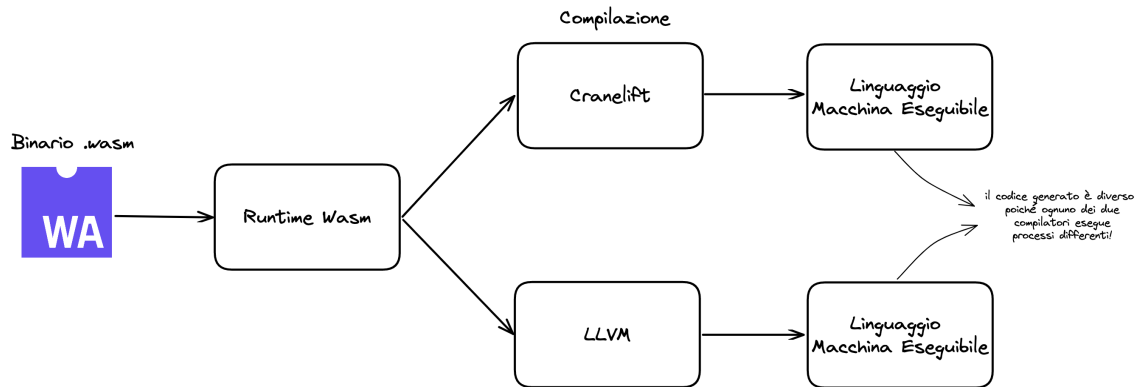 Compilazione
Binario .wasm
WA
Runtime Wasm
Cranelift
Linguaggio
Macchina Eseguibile
il codice generato è diverso
poiché ognuno dei due
compilatori esegue
processi differenti!
LLVM
Linguaggio
Macchina Eseguibile